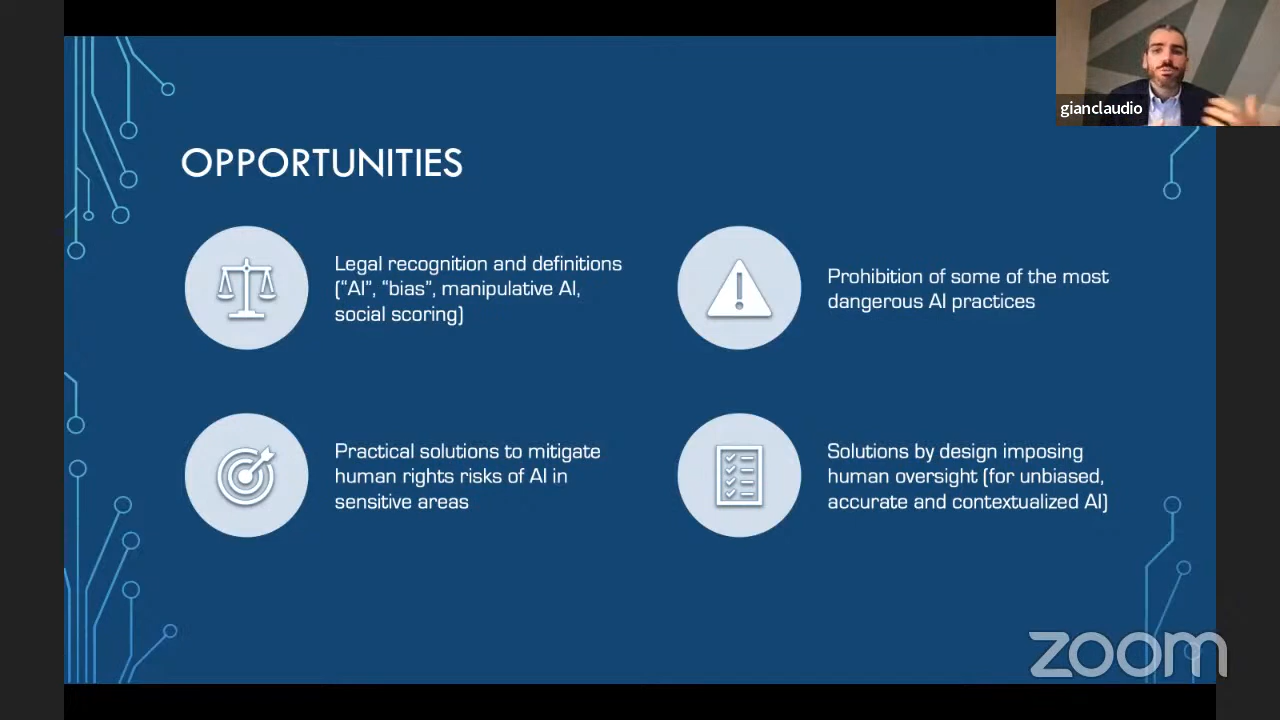 gianclaudio
OPPORTUNITIES
Legal recognition and definitions
(“AI”, “bias”, manipulative AI,
social scoring)
Prohibition of some of the most
dangerous AI practices
Practical solutions to mitigate
human rights risks of AI in
sensitive areas
Solutions by design imposing
human oversight (for unbiased,
accurate and contextualized AI)
zoom